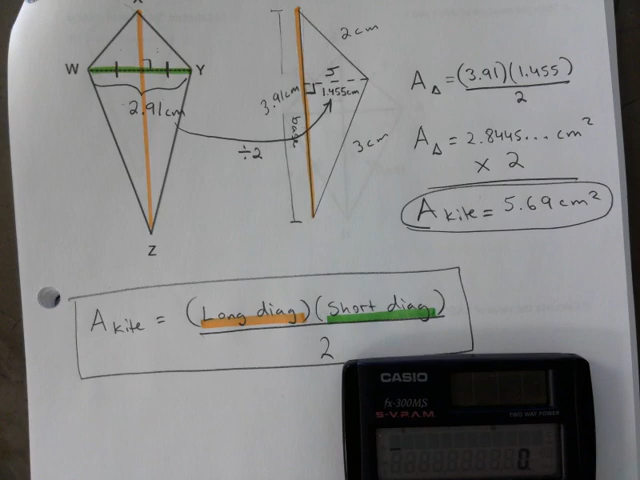 X
W
Y
2.91cm
Z
÷2
2cm
3.91cm
1.455cm
base
3cm
A△ = (3.91)(1.455)
2
A△ = 2.8445... cm²
x 2
A kite = 5.69 cm²
A kite = (Long diag)(Short diag)
2
CASIO
fx-300MS
S-V.P.A.M.
TWO WAY POWER
0.